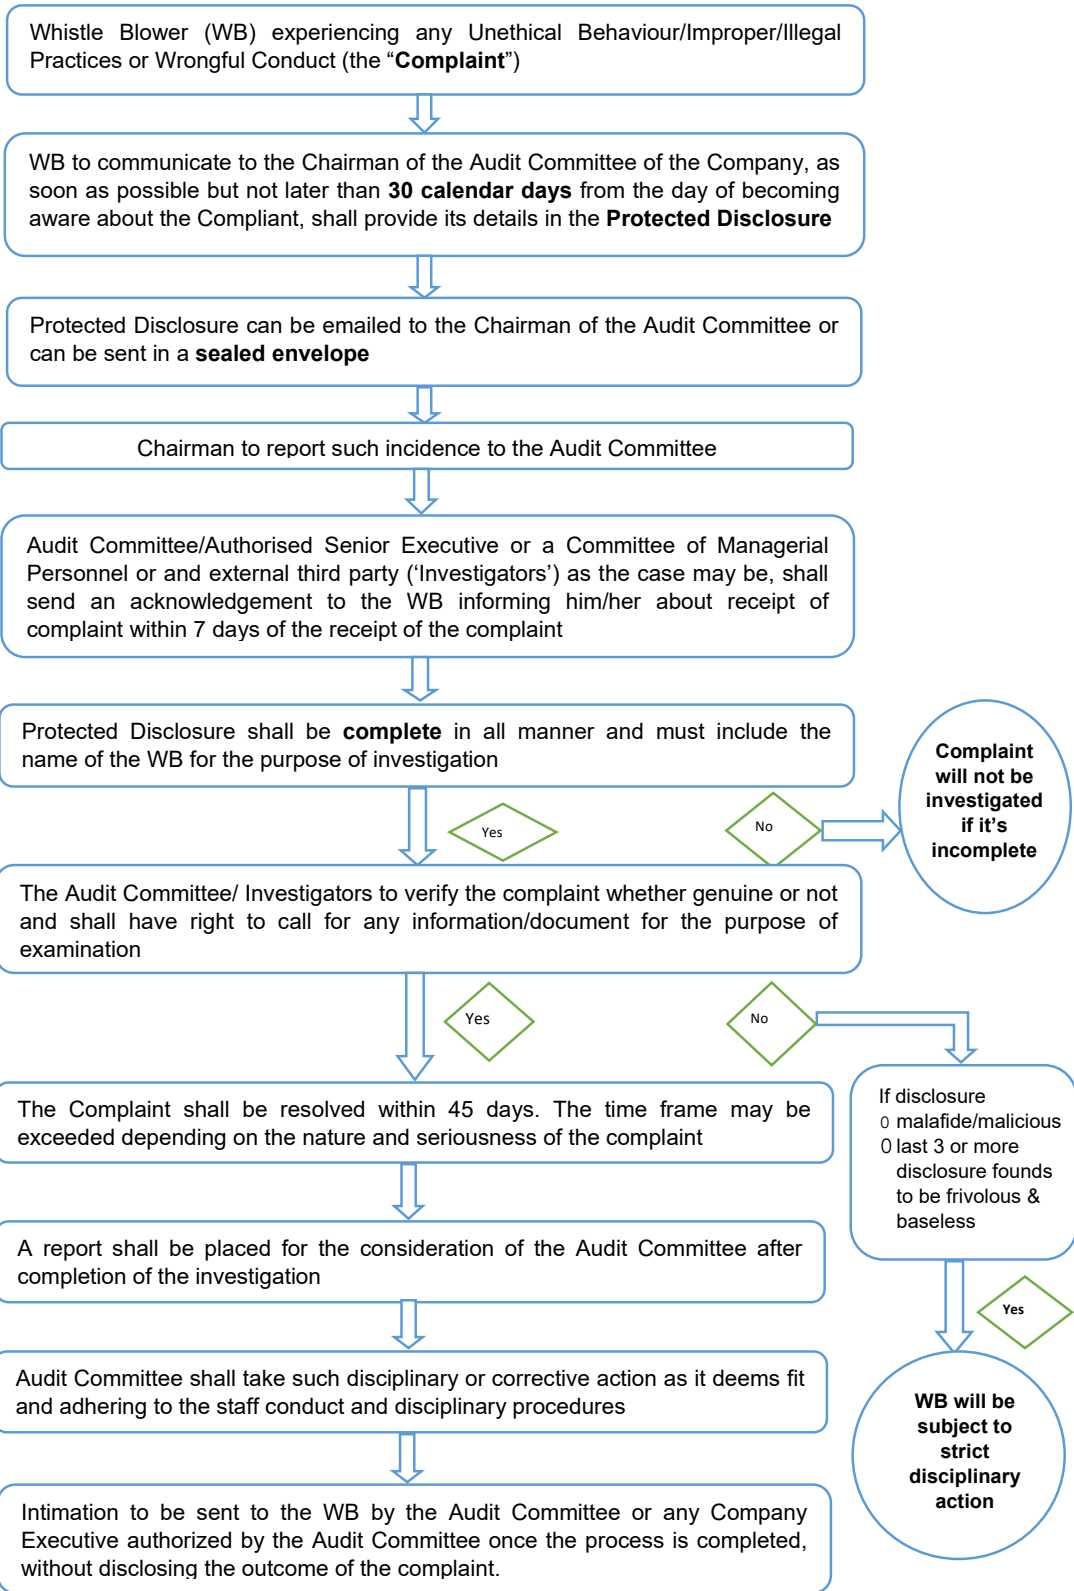 Whistle Blower (WB) experiencing any Unethical Behaviour/Improper/Illegal
Practices or Wrongful Conduct (the “Complaint”)
WB to communicate to the Chairman of the Audit Committee of the Company, as
soon as possible but not later than 30 calendar days from the day of becoming
aware about the Compliant, shall provide its details in the Protected Disclosure
Protected Disclosure can be emailed to the Chairman of the Audit Committee or
can be sent in a sealed envelope
Chairman to report such incidence to the Audit Committee
Audit Committee/Authorised Senior Executive or a Committee of Managerial
Personnel or and external third party (‘Investigators’) as the case may be, shall
send an acknowledgement to the WB informing him/her about receipt of
complaint within 7 days of the receipt of the complaint
Protected Disclosure shall be complete in all manner and must include the
name of the WB for the purpose of investigation
Complaint
will not be
investigated
if it's
incomplete
Yes
No
The Audit Committee/ Investigators to verify the complaint whether genuine or not
and shall have right to call for any information/document for the purpose of
examination
Yes
No
The Complaint shall be resolved within 45 days. The time frame may be
exceeded depending on the nature and seriousness of the complaint
If disclosure
0 malafide/malicious
0 last 3 or more
disclosure founds
to be frivolous &
baseless
A report shall be placed for the consideration of the Audit Committee after
completion of the investigation
Yes
Audit Committee shall take such disciplinary or corrective action as it deems fit
and adhering to the staff conduct and disciplinary procedures
WB will be
subject to
strict
disciplinary
action
Intimation to be sent to the WB by the Audit Committee or any Company
Executive authorized by the Audit Committee once the process is completed,
without disclosing the outcome of the complaint.